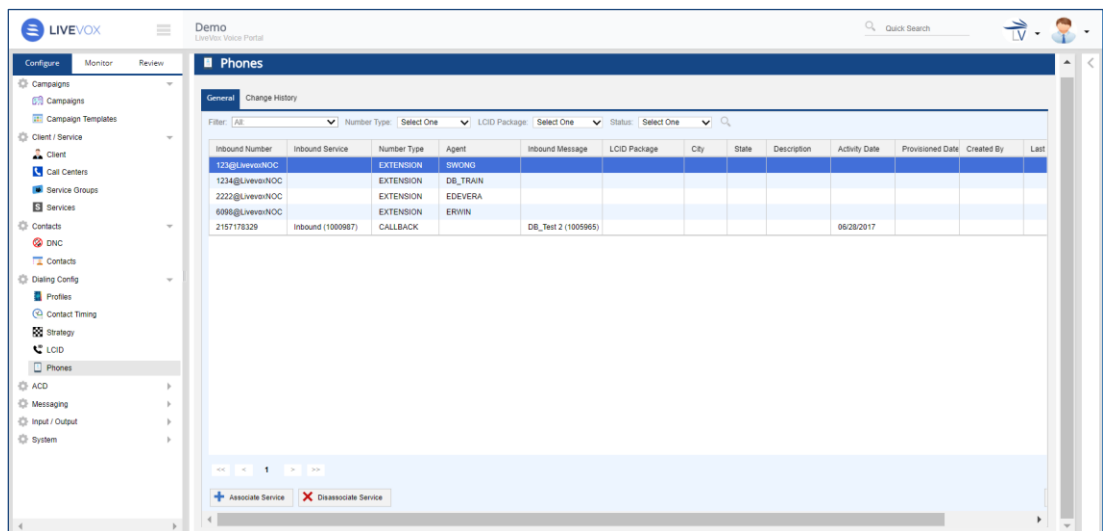 LIVEVOX
Demo
LiveVox Voice Portal
Quick Search
LV
Configure Monitor Review
Campaigns
Campaigns
Campaign Templates
Client / Service
Client
Call Centers
Service Groups
Services
Contacts
DNC
Contacts
Dialing Config
Profiles
Contact Timing
Strategy
LCID
Phones
ACD
Messaging
Input / Output
System
Phones
General Change History
Filter: All: Number Type: Select One LCID Package: Select One Status: Select One
Inbound Number Inbound Service Number Type Agent Inbound Message LCID Package City State Description Activity Date Provisioned Date Created By Last
123@LivevoxNOC EXTENSION SWONG
1234@LivevoxNOC EXTENSION DB_TRAIN
2222@LivevoxNOC EXTENSION EDEVERA
6098@LivevoxNOC EXTENSION ERWIN
2157178329 Inbound (1000987) CALLBACK DB_Test 2 (1005965) 06/28/2017
<< < 1 > >>
Associate Service Disassociate Service